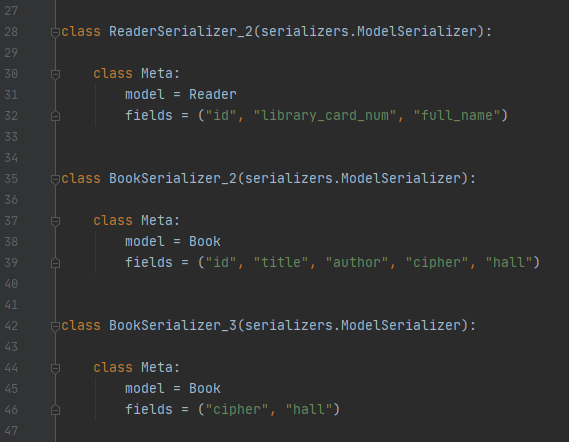 27
28 class ReaderSerializer_2(serializers.ModelSerializer):
29
30     class Meta:
31         model = Reader
32         fields = ("id", "library_card_num", "full_name")
33
34
35 class BookSerializer_2(serializers.ModelSerializer):
36
37     class Meta:
38         model = Book
39         fields = ("id", "title", "author", "cipher", "hall")
40
41
42 class BookSerializer_3(serializers.ModelSerializer):
43
44     class Meta:
45         model = Book
46         fields = ("cipher", "hall")
47